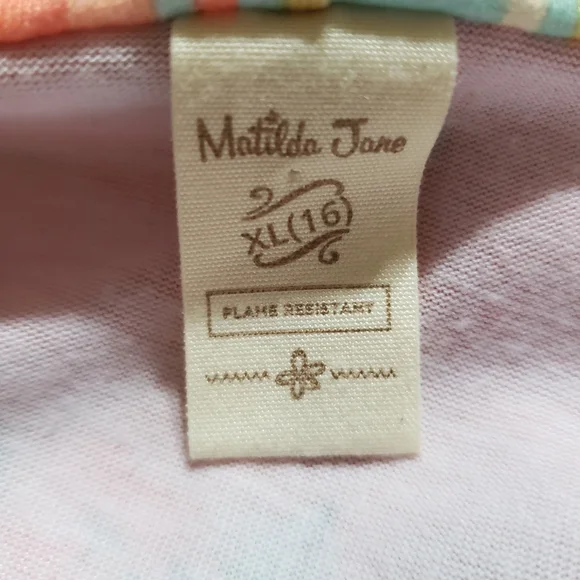 Matilda Jane
XL(16)
FLAME RESISTANT